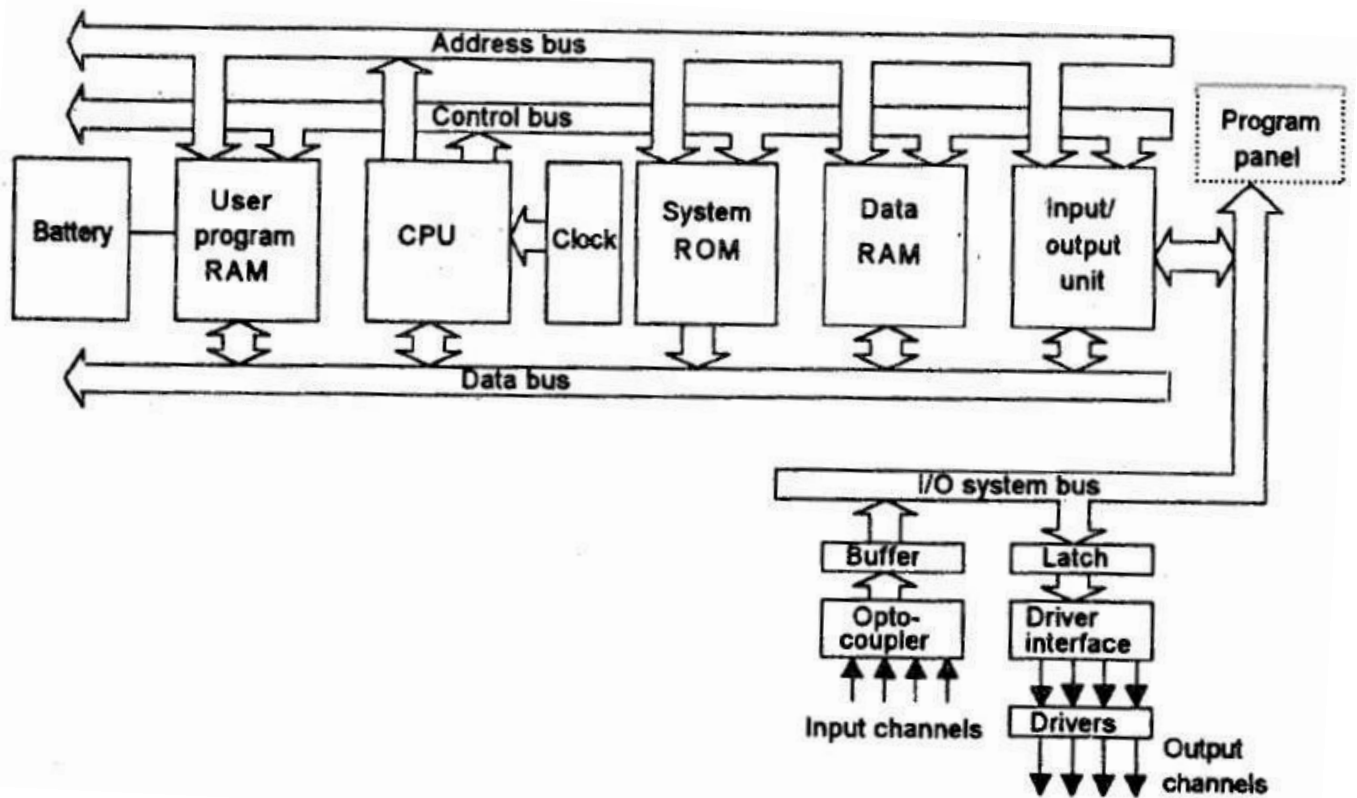 Address bus
Control bus
Program
panel
Battery
User
program
RAM
CPU
Clock
System
ROM
Data
RAM
Input/
output
unit
Data bus
I/O system bus
Buffer
Latch
Opto-
coupler
Driver
interface
Input channels
Drivers
Output
channels